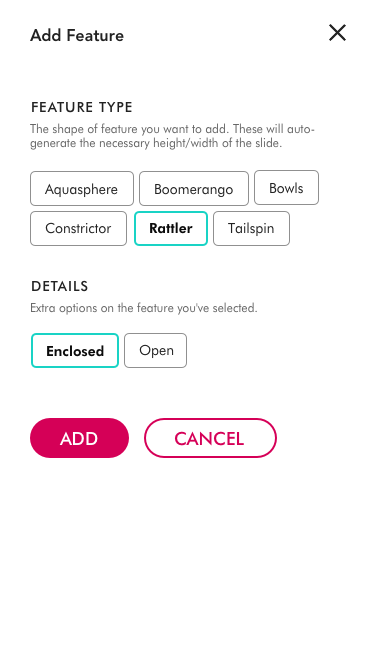 Add Feature
FEATURE TYPE
The shape of feature you want to add. These will auto-
generate the necessary height/width of the slide.
Aquasphere Boomerango Bowls
Constrictor Rattler Tailspin
DETAILS
Extra options on the feature you've selected.
Enclosed Open
ADD CANCEL